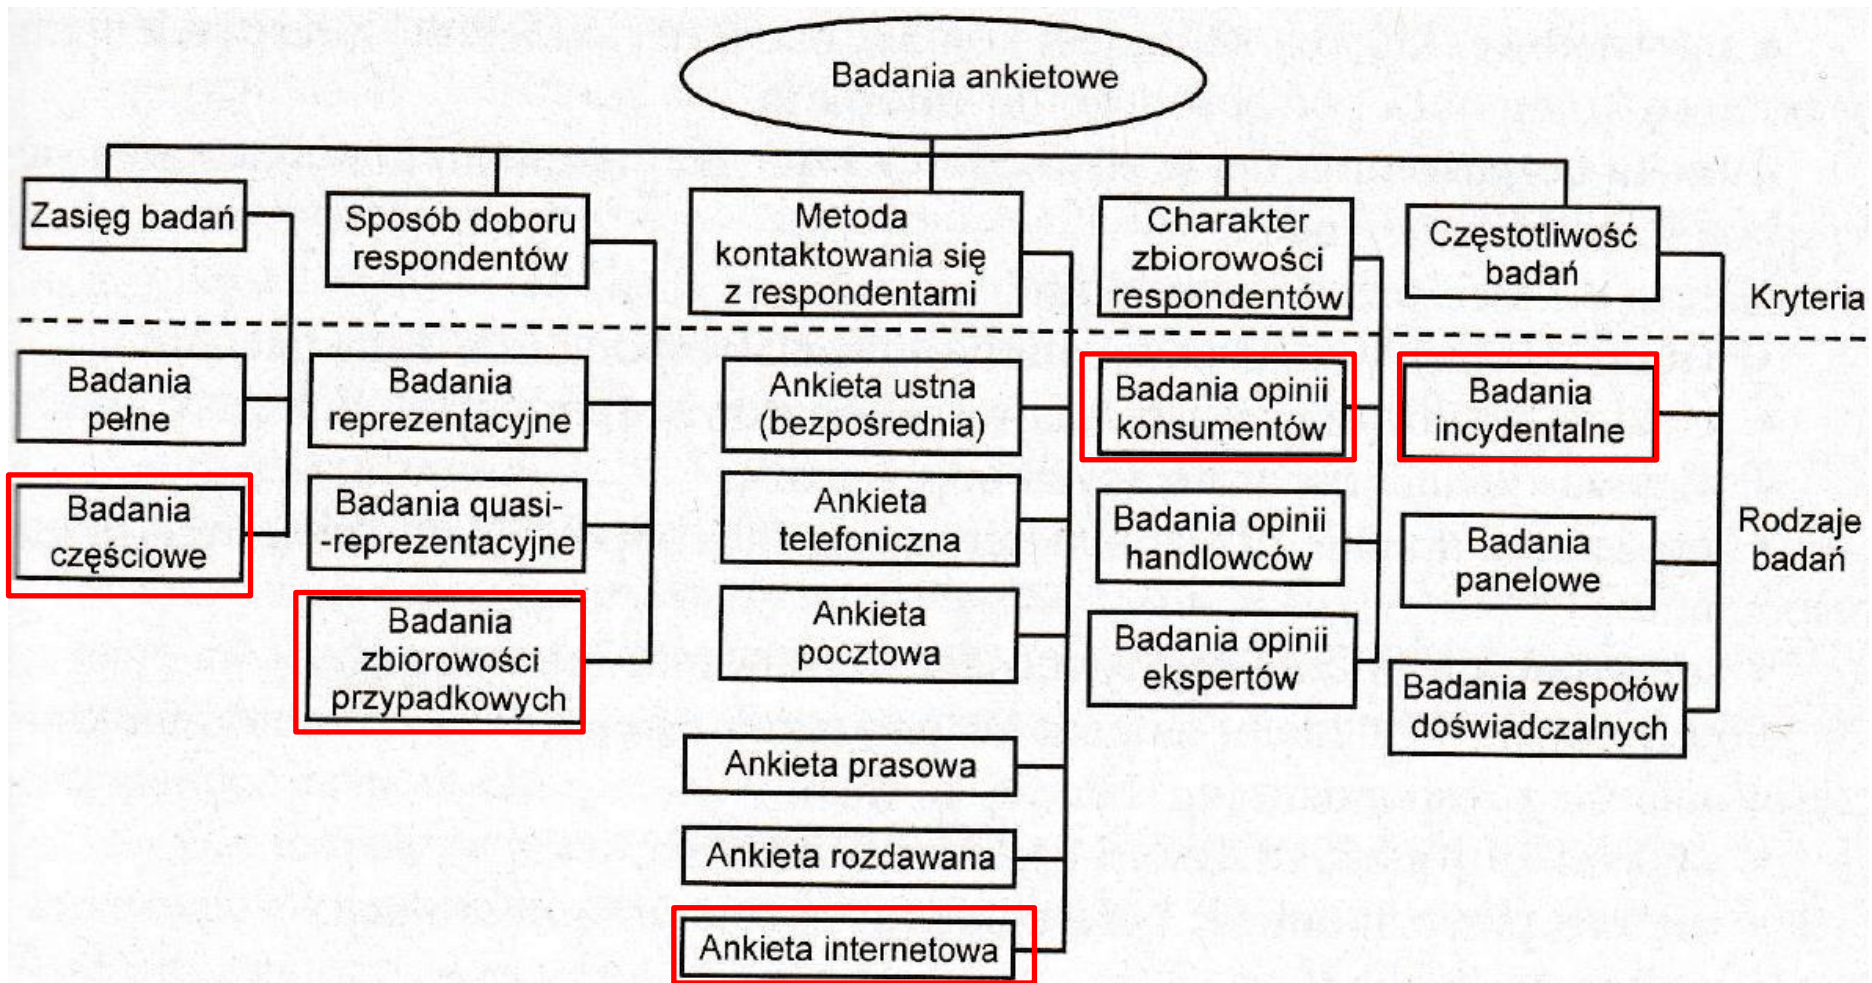 Badania ankietowe
Zasięg badań
Sposób doboru
respondentów
Metoda
kontaktowania się
z respondentami
Charakter
zbiorowości
respondentów
Częstotliwość
badań
Kryteria
Badania
pełne
Badania
częściowe
Badania
reprezentacyjne
Badania quasi-
-reprezentacyjne
Badania
zbiorowości
przypadkowych
Ankieta ustna
(bezpośrednia)
Ankieta
telefoniczna
Ankieta
pocztowa
Ankieta prasowa
Ankieta rozdawana
Ankieta internetowa
Badania opinii
konsumentów
Badania opinii
handlowców
Badania opinii
ekspertów
Badania
incydentalne
Badania
panelowe
Badania zespołów
doświadczalnych
Rodzaje
badań